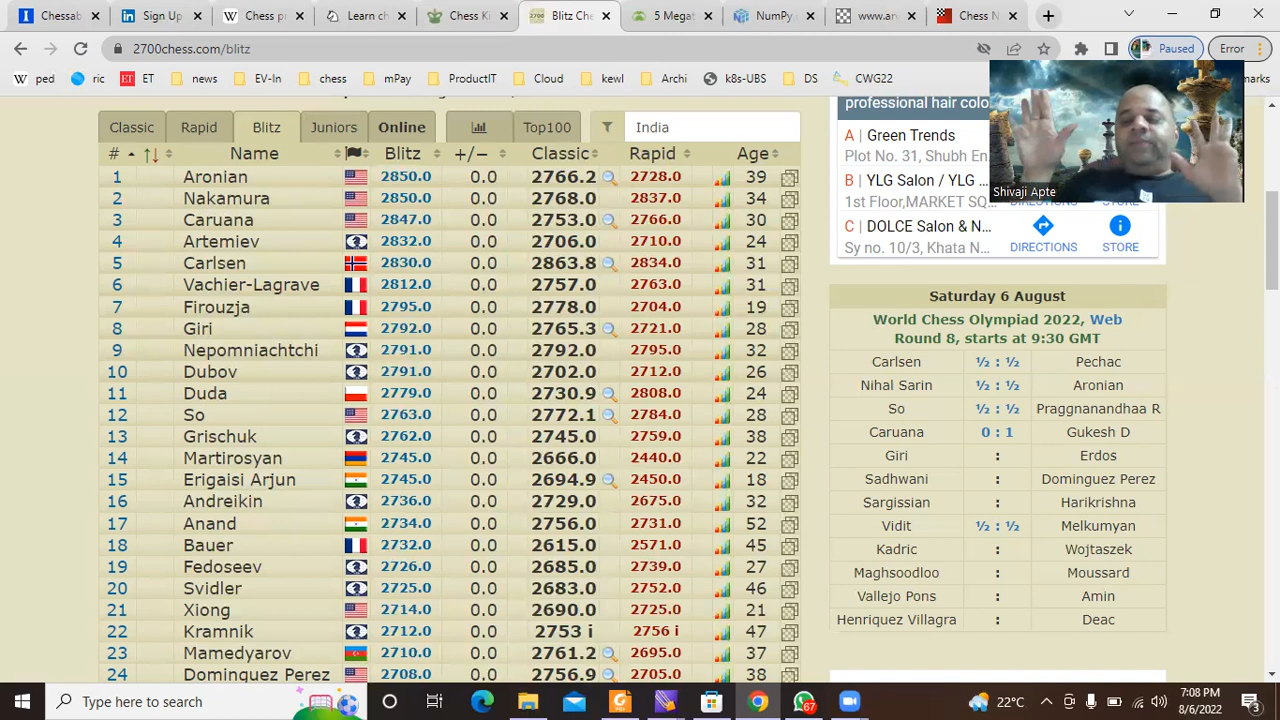 Chessab
Sign Up
Chess p
Learn c
Chess Ki
Blitz Che
5 Megat
NumPy.
www.ar
Chess N
2700chess.com/blitz
Paused
Error
ped
ric
ET
news
EV-In
chess
mPay
ProductIT
Cloud
kewl
Archi
k8s-UBS
DS
CWG22
marks
Classic Rapid Blitz Juniors Online Top100 India
# Name Blitz +/− Classic Rapid Age
1 Aronian 2850.0 0.0 2766.2 2728.0 39
2 Nakamura 2850.0 0.0 2768.0 2837.0 34
3 Caruana 2847.0 0.0 2753.0 2766.0 30
4 Artemiev 2832.0 0.0 2706.0 2710.0 24
5 Carlsen 2830.0 0.0 2863.8 2834.0 31
6 Vachier-Lagrave 2812.0 0.0 2757.0 2763.0 31
7 Firouzja 2795.0 0.0 2778.0 2704.0 19
8 Giri 2792.0 0.0 2765.3 2721.0 28
9 Nepomniachtchi 2791.0 0.0 2792.0 2795.0 32
10 Dubov 2791.0 0.0 2702.0 2712.0 26
11 Duda 2779.0 0.0 2730.9 2808.0 24
12 So 2763.0 0.0 2772.1 2784.0 28
13 Grischuk 2762.0 0.0 2745.0 2759.0 38
14 Martirosyan 2745.0 0.0 2666.0 2440.0 22
15 Erigaisi Arjun 2745.0 0.0 2694.9 2450.0 18
16 Andreikin 2736.0 0.0 2729.0 2675.0 32
17 Anand 2734.0 0.0 2756.0 2731.0 52
18 Bauer 2732.0 0.0 2615.0 2571.0 45
19 Fedoseev 2726.0 0.0 2685.0 2739.0 27
20 Svidler 2725.0 0.0 2683.0 2752.0 46
21 Xiong 2714.0 0.0 2690.0 2725.0 21
22 Kramnik 2712.0 0.0 2753 i 2756 i 47
23 Mamedyarov 2710.0 0.0 2761.2 2695.0 37
24 Dominguez Perez 2708.0 0.0 2756.9 2705.0 38
professional hair colo
A | Green Trends
Plot No. 31, Shubh En
B | YLG Salon / YLG ...
1st Floor,MARKET SQ
DIRECTIONS STORE
C | DOLCE Salon & N...
Sy no. 10/3, Khata N
DIRECTIONS STORE
Shivaji Apte
Saturday 6 August
World Chess Olympiad 2022, Web
Round 8, starts at 9:30 GMT
Carlsen ½ : ½ Pechac
Nihal Sarin ½ : ½ Aronian
So ½ : ½ Praggnanandhaa R
Caruana 0 : 1 Gukesh D
Giri : Erdos
Sadhwani : Dominguez Perez
Sargissian : Harikrishna
Vidit ½ : ½ Melkumyan
Kadric : Wojtaszek
Maghsoodloo : Moussard
Vallejo Pons : Amin
Henriquez Villagra : Deac
Type here to search
67
22°C
7:08 PM
8/6/2022
3